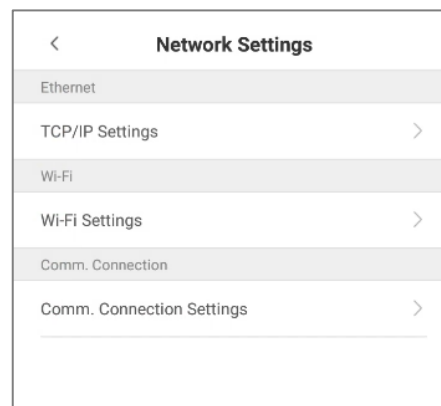 Network Settings
Ethernet
TCP/IP Settings
Wi-Fi
Wi-Fi Settings
Comm. Connection
Comm. Connection Settings